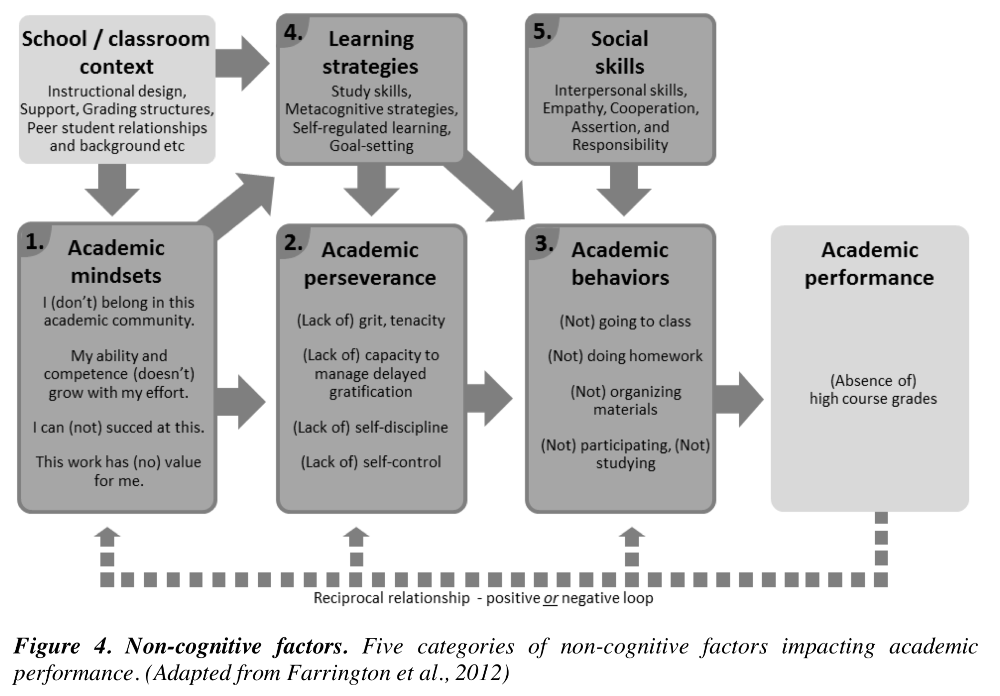 School / classroom
context
Instructional design,
Support, Grading structures,
Peer student relationships
and background etc
4.
Learning
strategies
Study skills,
Metacognitive strategies,
Self-regulated learning,
Goal-setting
5.
Social
skills
Interpersonal skills,
Empathy, Cooperation,
Assertion, and
Responsibility
1.
Academic
mindsets
I (don’t) belong in this
academic community.
My ability and
competence (doesn’t)
grow with my effort.
I can (not) succed at this.
This work has (no) value
for me.
2.
Academic
perseverance
(Lack of) grit, tenacity
(Lack of) capacity to
manage delayed
gratification
(Lack of) self-discipline
(Lack of) self-control
3.
Academic
behaviors
(Not) going to class
(Not) doing homework
(Not) organizing
materials
(Not) participating, (Not)
studying
Academic
performance
(Absence of)
high course grades
Reciprocal relationship - positive or negative loop
Figure 4. Non-cognitive factors. Five categories of non-cognitive factors impacting academic
performance. (Adapted from Farrington et al., 2012)